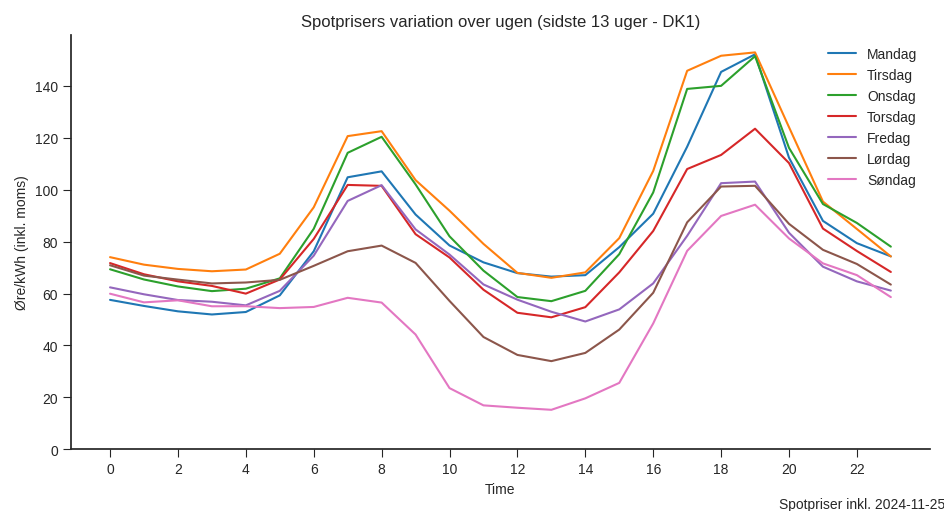 Spotprisers variation over ugen (sidste 13 uger - DK1)
Mandag
Tirsdag
Onsdag
Torsdag
Fredag
Lørdag
Søndag
Øre/kWh (inkl. moms)
140
120
100
80
60
40
20
0
0 2 4 6 8 10 12 14 16 18 20 22
Time
Spotpriser inkl. 2024-11-25